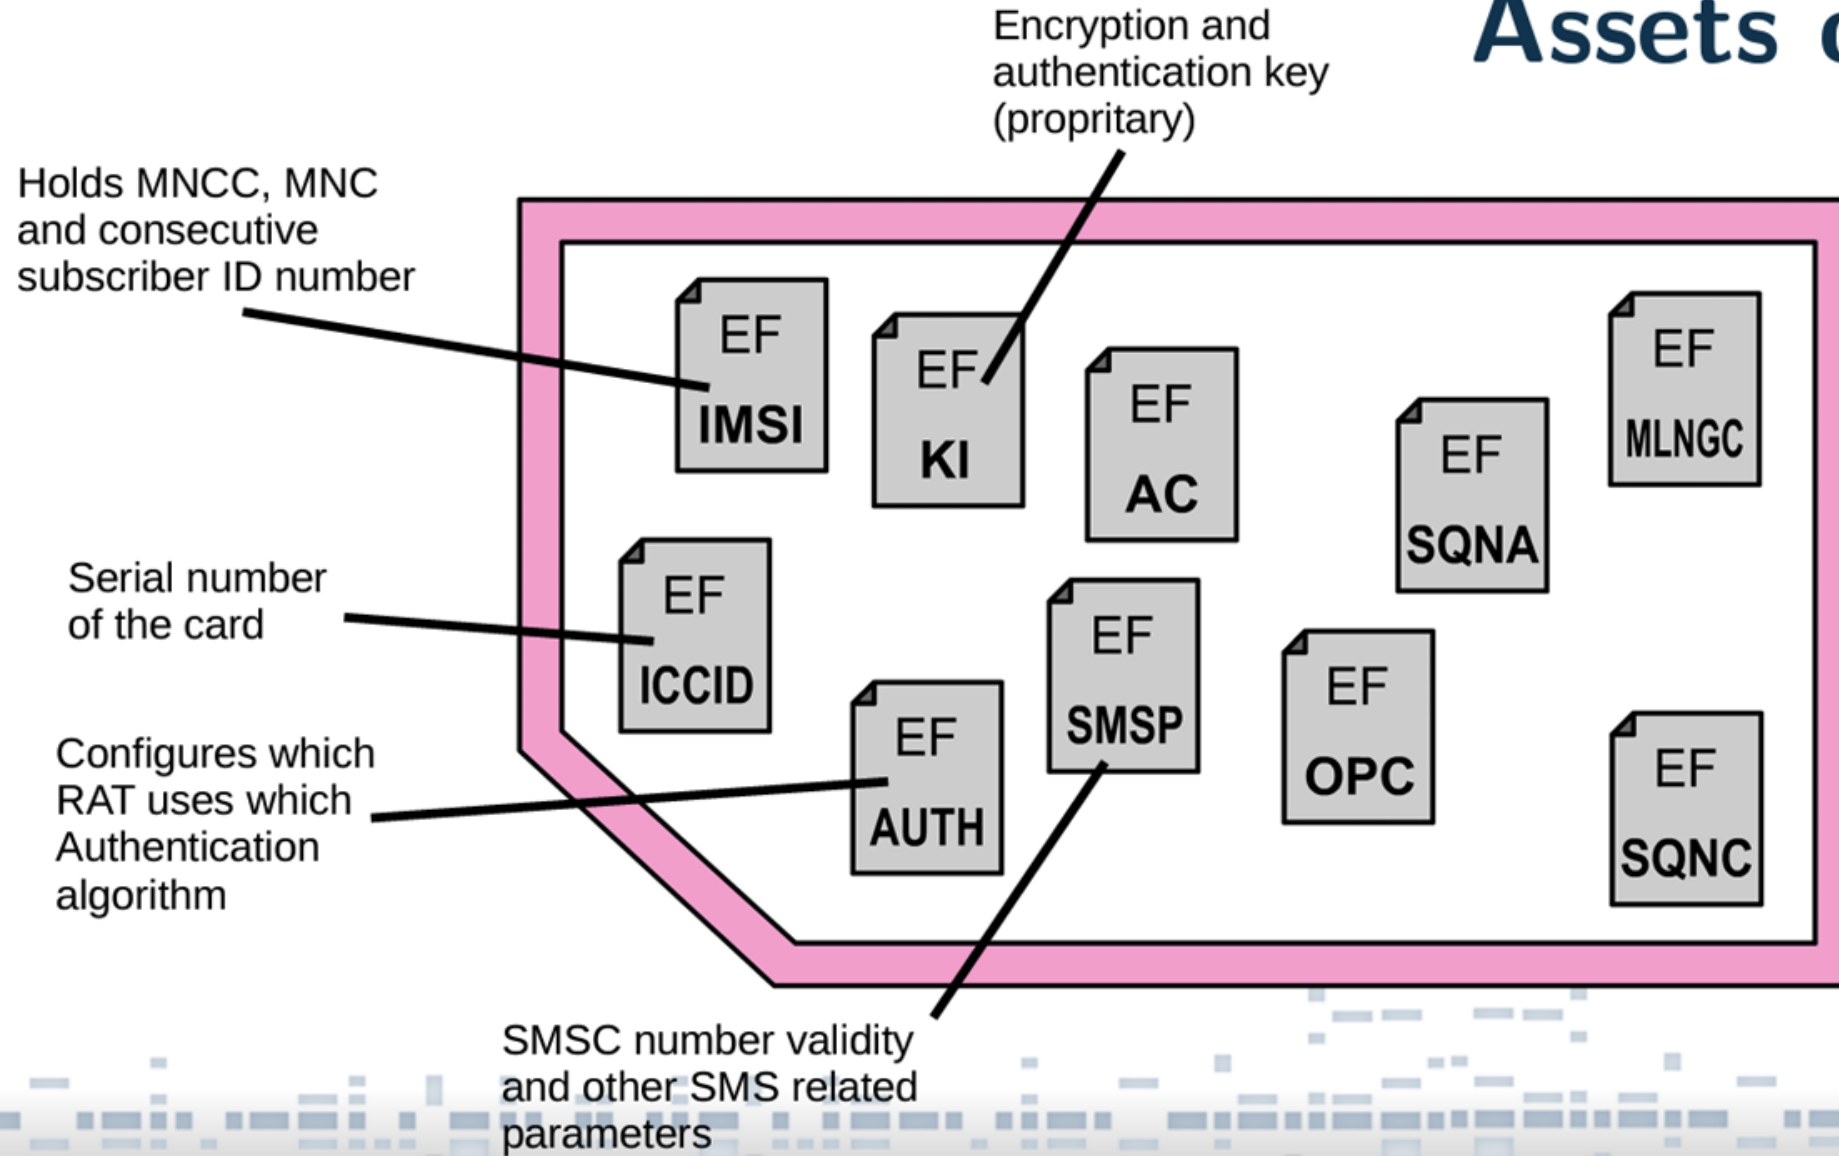 Assets
Encryption and
authentication key
(propritary)
Holds MNCC, MNC
and consecutive
subscriber ID number
EF
IMSI
EF
KI
EF
AC
EF
SQNA
EF
MLNGC
Serial number
of the card
EF
ICCID
Configures which
RAT uses which
Authentication
algorithm
EF
AUTH
EF
SMSP
EF
OPC
EF
SQNC
SMSC number validity
and other SMS related
parameters